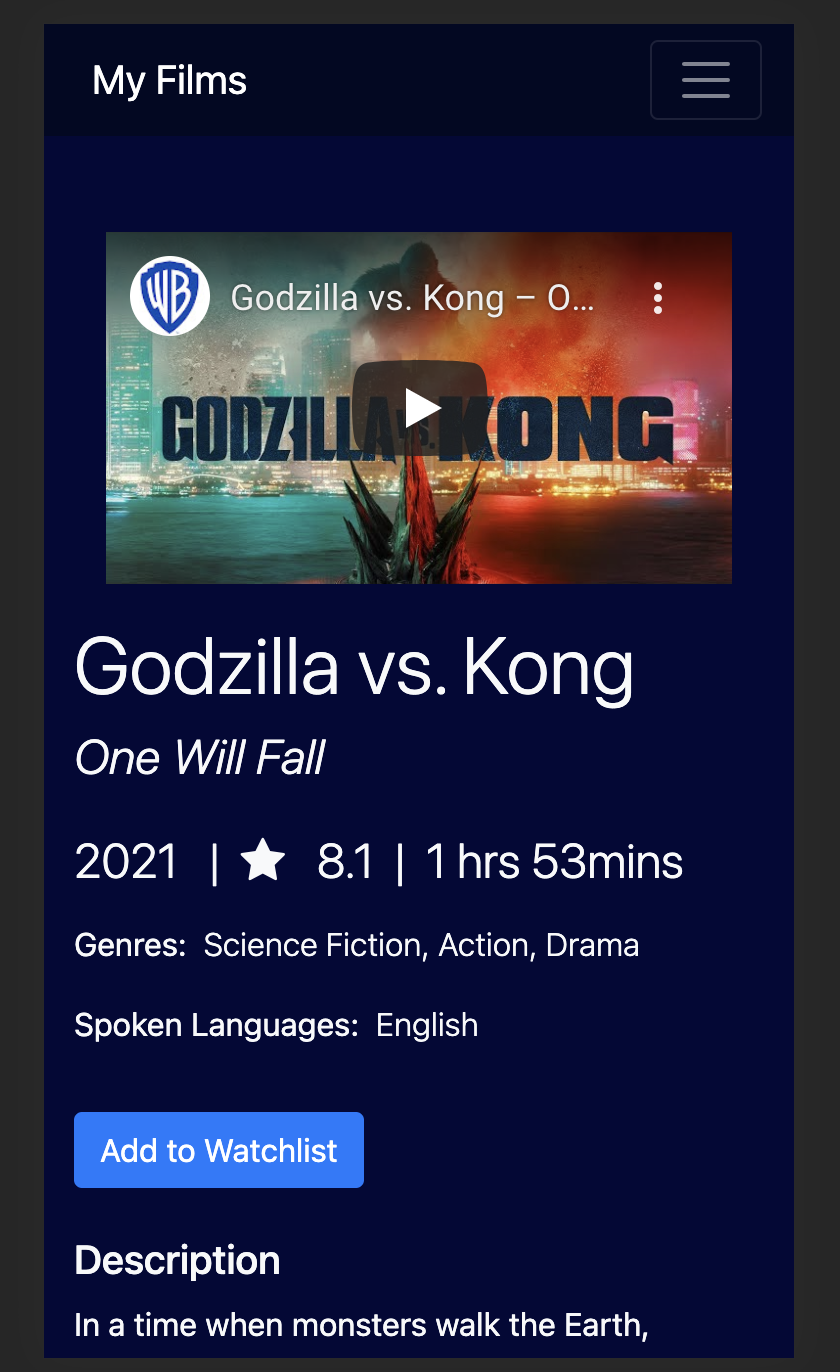 My Films
WB
Godzilla vs. Kong – O...
GODZILLA VS. KONG
Godzilla vs. Kong
One Will Fall
2021 | ★ 8.1 | 1 hrs 53mins
Genres: Science Fiction, Action, Drama
Spoken Languages: English
Add to Watchlist
Description
In a time when monsters walk the Earth,